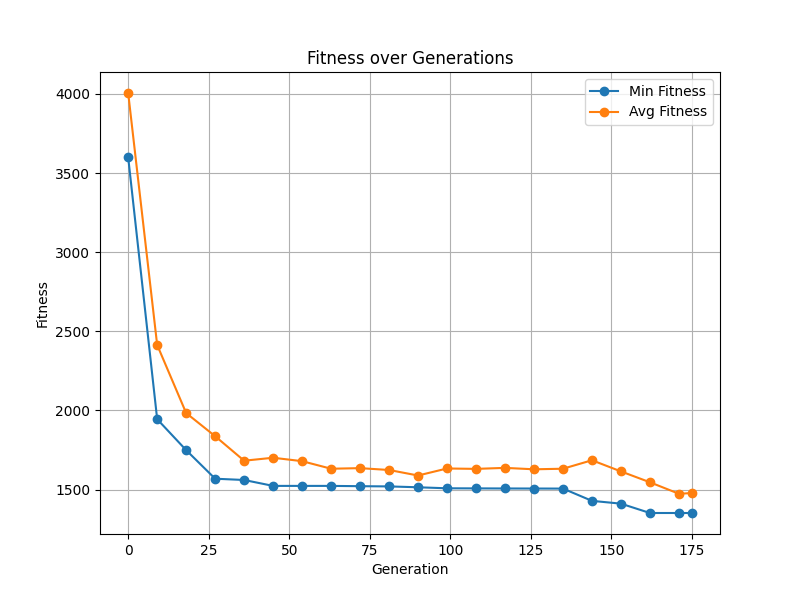 Fitness over Generations
Min Fitness
Avg Fitness
4000
3500
3000
2500
2000
1500
Fitness
0 25 50 75 100 125 150 175
Generation